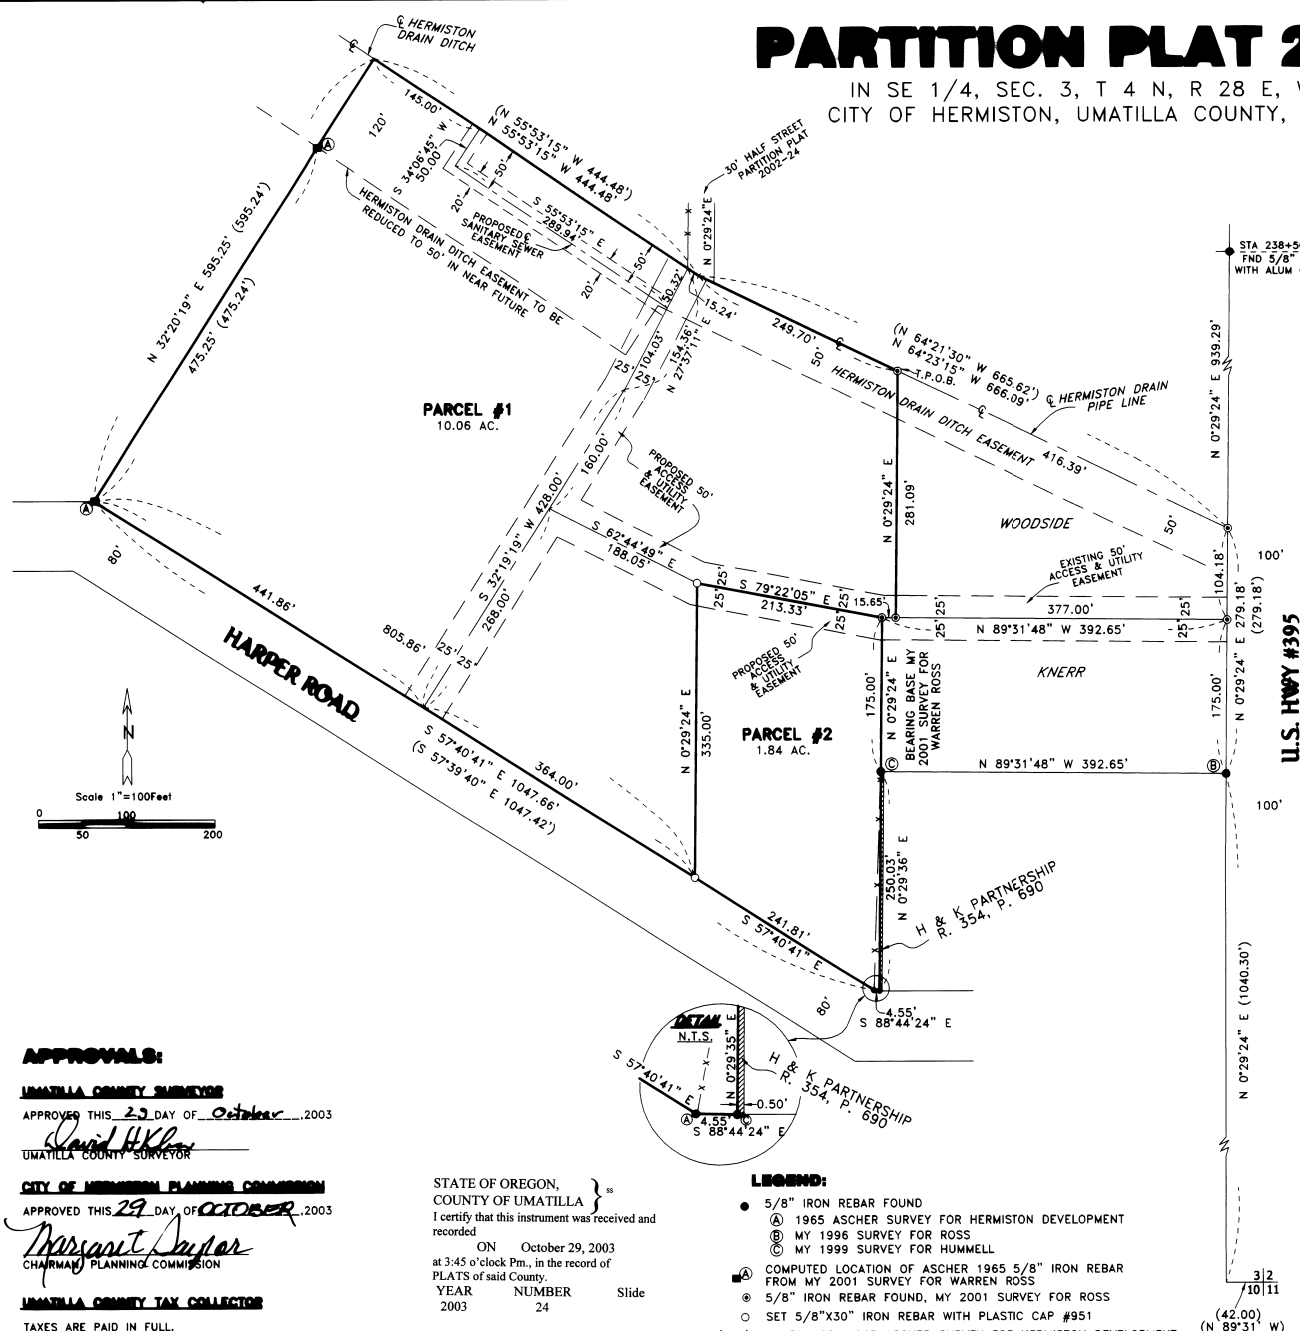 PARTITION PLAT 2
IN SE 1/4, SEC. 3, T 4 N, R 28 E,
CITY OF HERMISTON, UMATILLA COUNTY,
℄ HERMISTON
DRAIN DITCH
℄
145.00'
120'
(N 55°53'15" W 444.48')
N 55°53'15" W 444.48'
S 34°06'45" W
50.00'
50'
20'
S 55°53'15" E
289.94'
PROPOSED ℄
SANITARY SEWER
EASEMENT
50'
20'
HERMISTON DRAIN DITCH EASEMENT TO BE
REDUCED TO 50' IN NEAR FUTURE
30' HALF STREET
PARTITION PLAT
2002-24
N 0°29'24" E
STA 238+5
FND 5/8"
WITH ALUM
Ⓐ
N 32°20'19" E 595.25' (595.24')
475.25' (475.24')
30.32'
15.24'
104.03'
154.36'
N 27°37'11" E
25' 25'
249.70'
℄
50'
(N 64°21'30" W 665.62')
N 64°23'15" W 666.09'
T.P.O.B.
℄
℄ HERMISTON DRAIN
PIPE LINE
HERMISTON DRAIN DITCH EASEMENT
416.39'
N 0°29'24" E 939.29'
PARCEL #1
10.06 AC.
160.00'
PROPOSED 50'
ACCESS
& UTILITY
EASEMENT
N 0°29'24" E
281.09'
WOODSIDE
50'
100'
EXISTING 50'
ACCESS & UTILITY
EASEMENT
104.18'
Ⓐ
80'
S 32°19'19" W 428.00'
268.00'
S 62°44'49" E
188.05'
25' 25'
S 79°22'05" E
213.33'
25' 25'
15.65'
25' 25'
377.00'
N 89°31'48" W 392.65'
25' 25'
N 0°29'24" E 279.18'
(279.18')
U.S. HWY #395
441.86'
805.86'
25' 25'
HARPER ROAD
PROPOSED 50'
ACCESS
& UTILITY
EASEMENT
KNERR
175.00'
N 0°29'24" E
BEARING BASE MY
2001 SURVEY FOR
WARREN ROSS
175.00'
N 0°29'24" E
335.00'
PARCEL #2
1.84 AC.
N
Scale 1"=100Feet
0 100
50 200
S 57°40'41" E 1047.66'
(S 57°39'40" E 1047.42')
364.00'
Ⓒ
N 89°31'48" W 392.65'
Ⓑ
100'
250.03'
N 0°29'36" E
H & K PARTNERSHIP
R. 354, P. 690
241.81'
S 57°40'41" E
80'
4.55'
S 88°44'24" E
N 0°29'24" E (1040.30')
DETAIL
N.T.S.
S 57°40'41" E
N 0°29'35" E
H & K PARTNERSHIP
R. 354, P. 690
0.50'
Ⓐ 4.55' Ⓒ
S 88°44'24" E
APPROVALS:
UMATILLA COUNTY SURVEYOR
APPROVED THIS 23 DAY OF October ,2003
David H Klein
UMATILLA COUNTY SURVEYOR
CITY OF HERMISTON PLANNING COMMISSION
APPROVED THIS 29 DAY OF OCTOBER ,2003
Margaret Saylor
CHAIRMAN, PLANNING COMMISSION
UMATILLA COUNTY TAX COLLECTOR
TAXES ARE PAID IN FULL.
STATE OF OREGON,
COUNTY OF UMATILLA } ss
I certify that this instrument was received and
recorded
ON October 29, 2003
at 3:45 o'clock Pm., in the record of
PLATS of said County.
YEAR NUMBER Slide
2003 24
LEGEND:
5/8" IRON REBAR FOUND
Ⓐ 1965 ASCHER SURVEY FOR HERMISTON DEVELOPMENT
Ⓑ MY 1996 SURVEY FOR ROSS
Ⓒ MY 1999 SURVEY FOR HUMMELL
Ⓐ COMPUTED LOCATION OF ASCHER 1965 5/8" IRON REBAR
FROM MY 2001 SURVEY FOR WARREN ROSS
5/8" IRON REBAR FOUND, MY 2001 SURVEY FOR ROSS
SET 5/8"X30" IRON REBAR WITH PLASTIC CAP #951
3 | 2
10 | 11
(42.00)
(N 89°31' W)